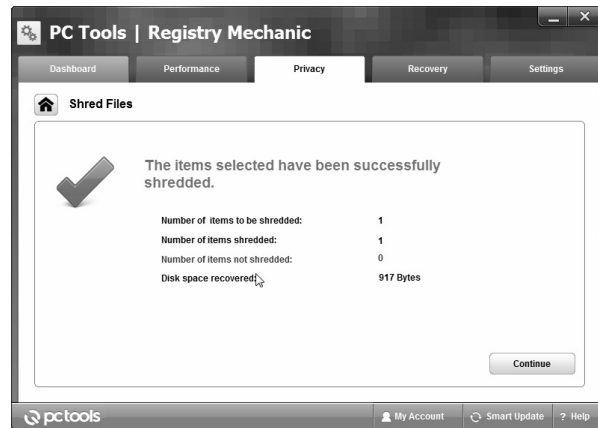 PC Tools | Registry Mechanic
Dashboard Performance Privacy Recovery Settings
Shred Files
The items selected have been successfully
shredded.
Number of items to be shredded: 1
Number of items shredded: 1
Number of items not shredded: 0
Disk space recovered: 917 Bytes
Continue
pctools My Account Smart Update ? Help